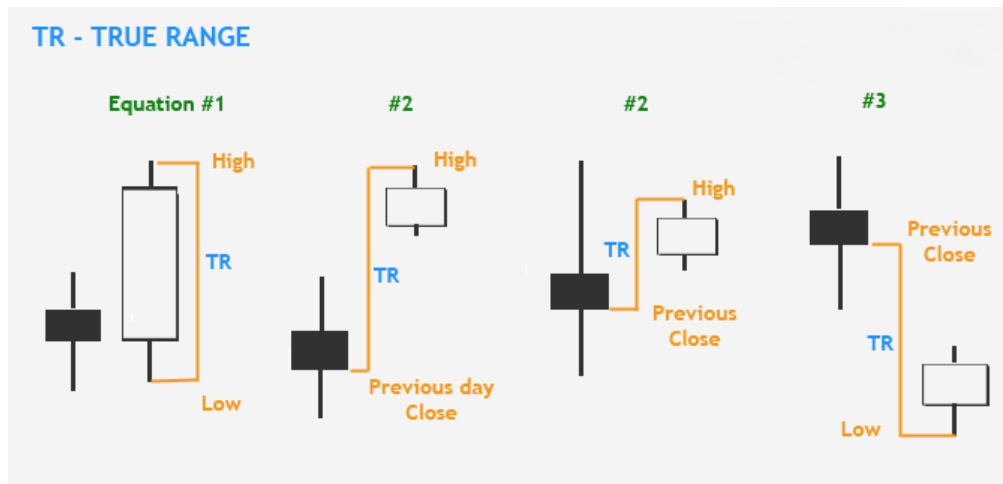 TR - TRUE RANGE
Equation #1
#2
#2
#3
High
TR
Low
High
TR
Previous day
Close
High
TR
Previous
Close
Previous
Close
TR
Low